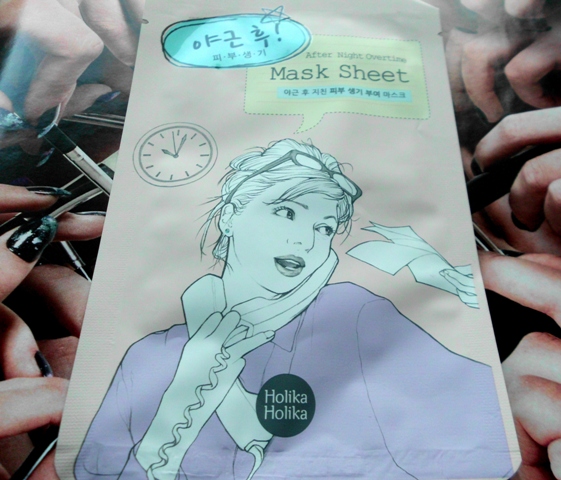 야근 후!
피·부·생·기
After Night Overtime
Mask Sheet
야근 후 지친 피부 생기 부여 마스크
Holika
Holika